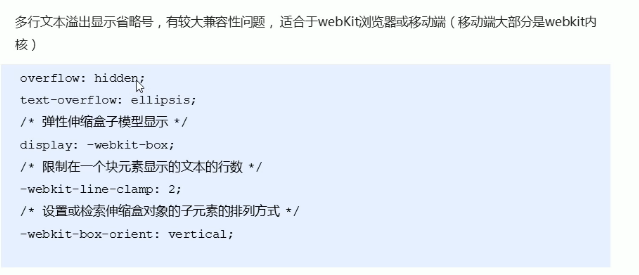 多行文本溢出显示省略号，有较大兼容性问题，适合于webKit浏览器或移动端（移动端大部分是webkit内
核）
overflow: hidden;
text-overflow: ellipsis;
/* 弹性伸缩盒子模型显示 */
display: -webkit-box;
/* 限制在一个块元素显示的文本的行数 */
-webkit-line-clamp: 2;
/* 设置或检索伸缩盒对象的子元素的排列方式 */
-webkit-box-orient: vertical;